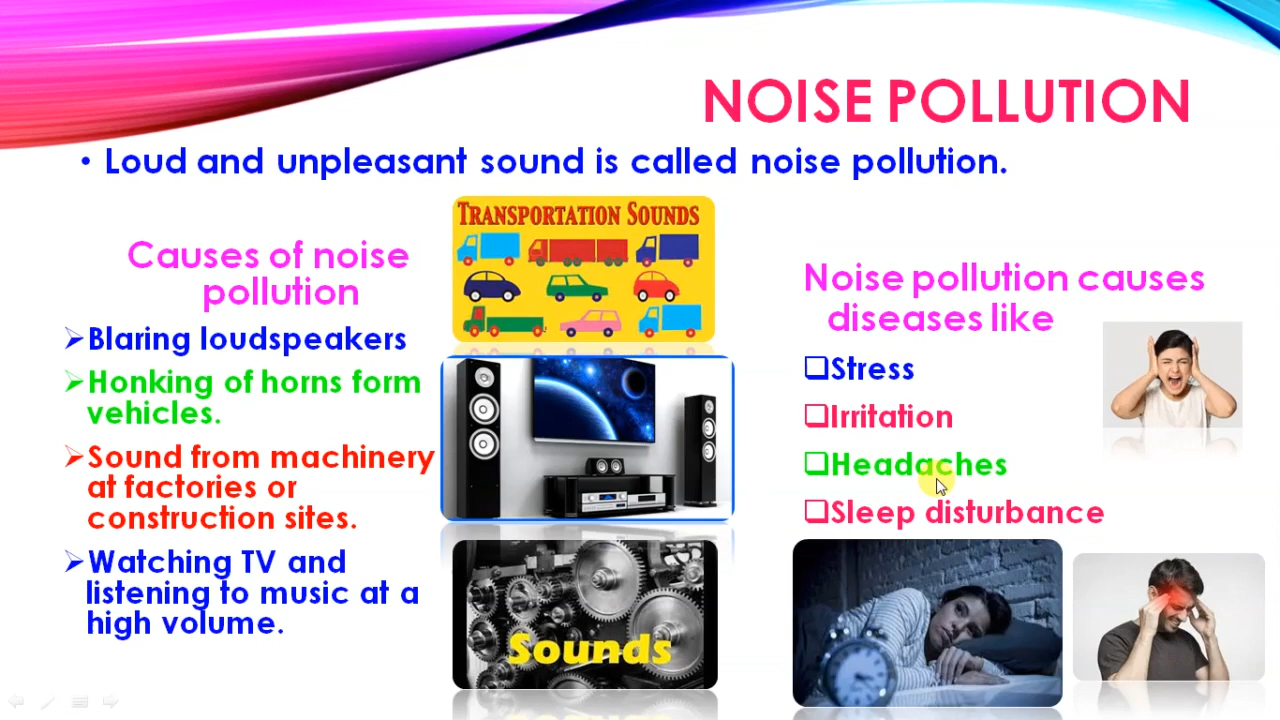 NOISE POLLUTION
• Loud and unpleasant sound is called noise pollution.
Causes of noise
pollution
➢Blaring loudspeakers
➢Honking of horns form
vehicles.
➢Sound from machinery
at factories or
construction sites.
➢Watching TV and
listening to music at a
high volume.
TRANSPORTATION SOUNDS
Sounds
Noise pollution causes
diseases like
❑Stress
❑Irritation
❑Headaches
❑Sleep disturbance